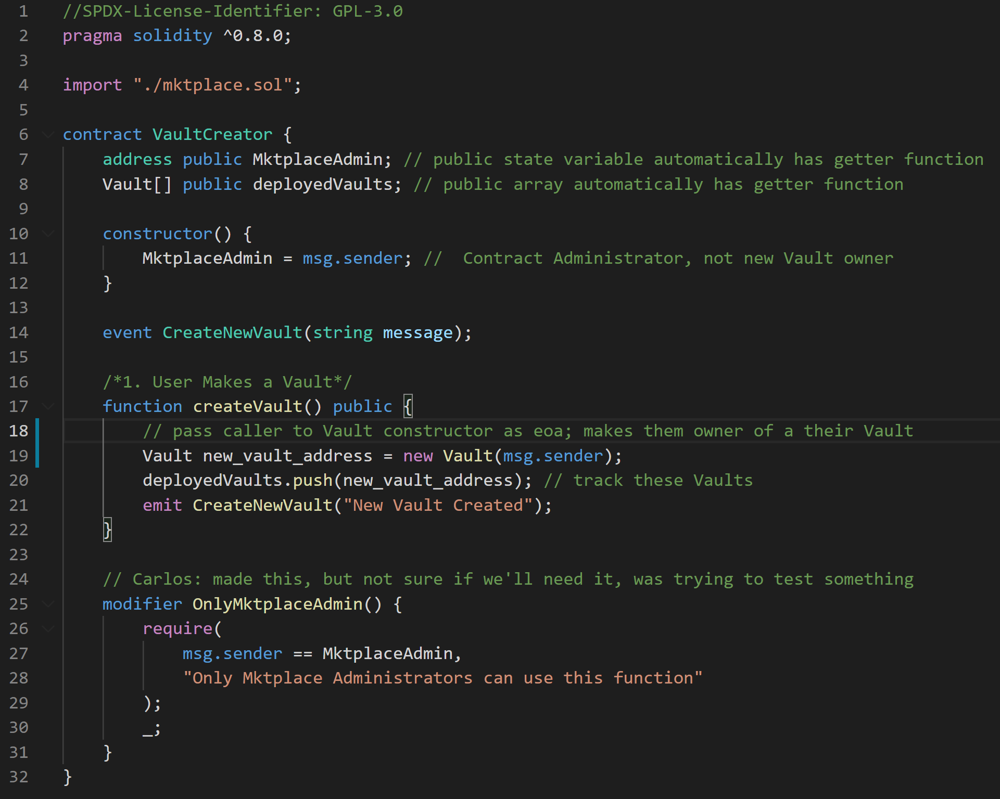 1 //SPDX-License-Identifier: GPL-3.0
2 pragma solidity ^0.8.0;
3
4 import "./mktplace.sol";
5
6 contract VaultCreator {
7 address public MktplaceAdmin; // public state variable automatically has getter function
8 Vault[] public deployedVaults; // public array automatically has getter function
9
10 constructor() {
11 MktplaceAdmin = msg.sender; //  Contract Administrator, not new Vault owner
12 }
13
14 event CreateNewVault(string message);
15
16 /*1. User Makes a Vault*/
17 function createVault() public {
18 // pass caller to Vault constructor as eoa; makes them owner of a their Vault
19 Vault new_vault_address = new Vault(msg.sender);
20 deployedVaults.push(new_vault_address); // track these Vaults
21 emit CreateNewVault("New Vault Created");
22 }
23
24 // Carlos: made this, but not sure if we'll need it, was trying to test something
25 modifier OnlyMktplaceAdmin() {
26 require(
27 msg.sender == MktplaceAdmin,
28 "Only Mktplace Administrators can use this function"
29 );
30 _;
31 }
32 }